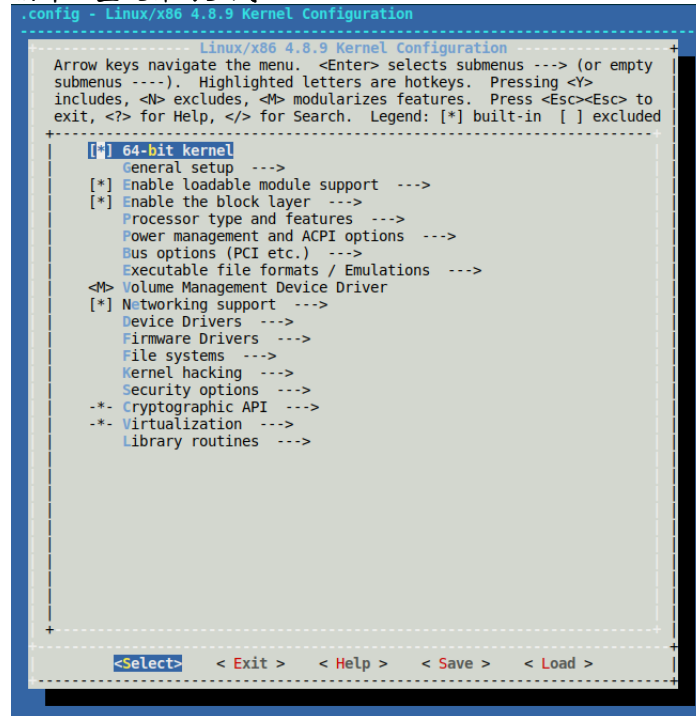 .config - Linux/x86 4.8.9 Kernel Configuration
Linux/x86 4.8.9 Kernel Configuration
Arrow keys navigate the menu.  <Enter> selects submenus ---> (or empty
submenus ----).  Highlighted letters are hotkeys.  Pressing <Y>
includes, <N> excludes, <M> modularizes features.  Press <Esc><Esc> to
exit, <?> for Help, </> for Search.  Legend: [*] built-in  [ ] excluded
[*] 64-bit kernel
General setup  --->
[*] Enable loadable module support  --->
[*] Enable the block layer  --->
Processor type and features  --->
Power management and ACPI options  --->
Bus options (PCI etc.)  --->
Executable file formats / Emulations  --->
<M> Volume Management Device Driver
[*] Networking support  --->
Device Drivers  --->
Firmware Drivers  --->
File systems  --->
Kernel hacking  --->
Security options  --->
-*- Cryptographic API  --->
-*- Virtualization  --->
Library routines  --->
<Select>    < Exit >    < Help >    < Save >    < Load >